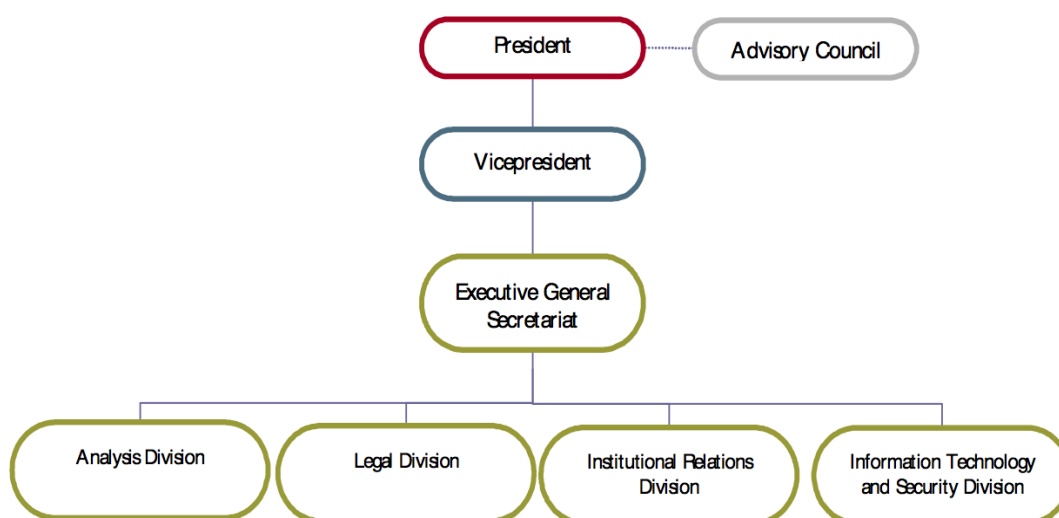 President
Advisory Council
Vicepresident
Executive General
Secretariat
Analysis Division
Legal Division
Institutional Relations
Division
Information Technology
and Security Division